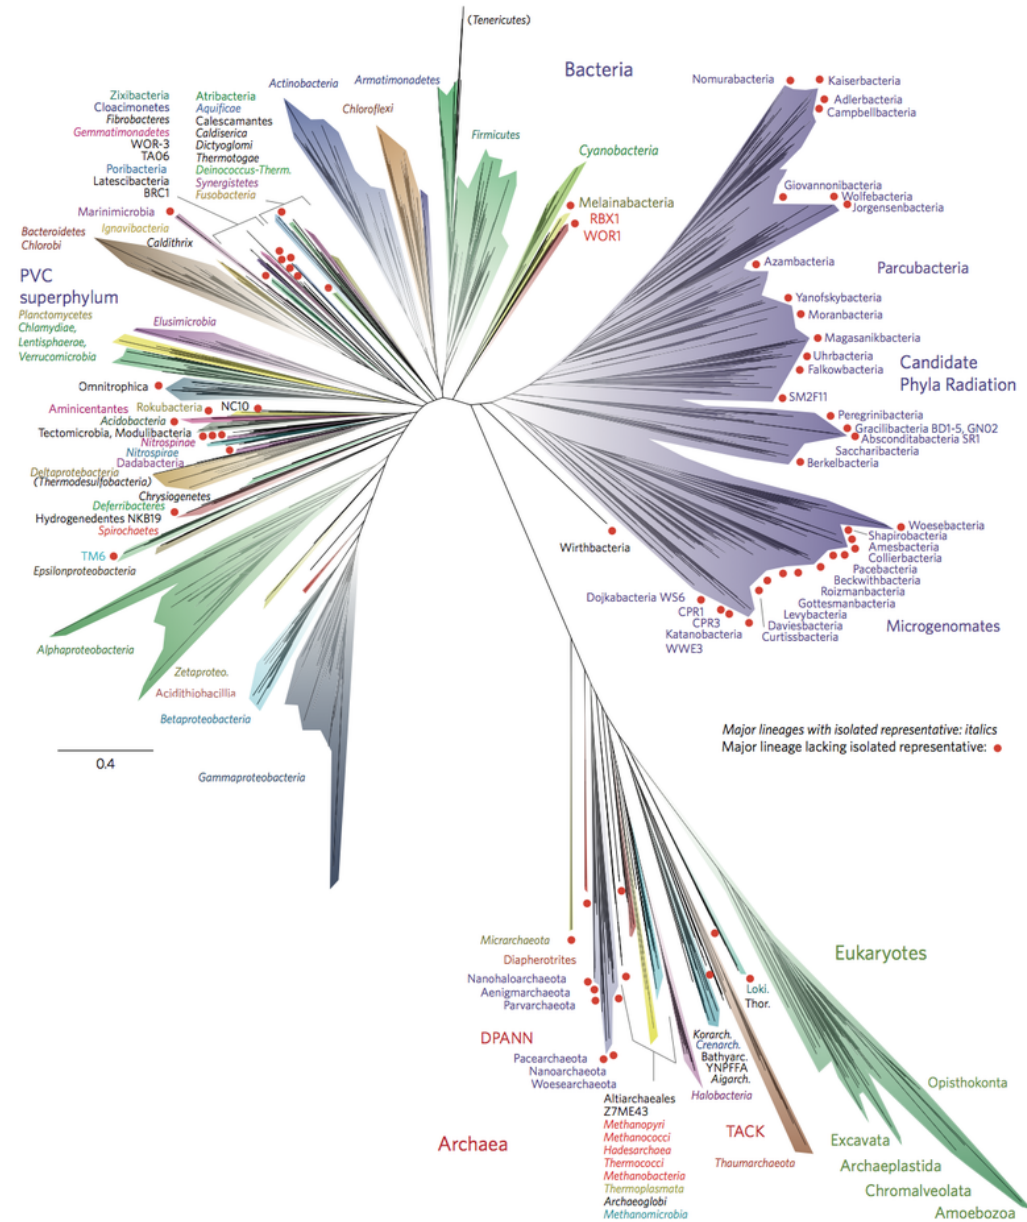 (Tenericutes)
Bacteria
Actinobacteria
Armatimonadetes
Chloroflexi
Firmicutes
Cyanobacteria
Melainabacteria
RBX1
WOR1
Zixibacteria
Cloacimonetes
Fibrobacteres
Gemmatimonadetes
WOR-3
TA06
Poribacteria
Latescibacteria
BRC1
Atribacteria
Aquificae
Calescamantes
Caldiserica
Dictyoglomi
Thermotogae
Deinococcus-Therm.
Synergistetes
Fusobacteria
Marinimicrobia
Ignavibacteria
Bacteroidetes
Chlorobi
Caldithrix
PVC
superphylum
Planctomycetes
Chlamydiae,
Lentisphaerae,
Verrucomicrobia
Elusimicrobia
Omnitrophica
Aminicentantes
Rokubacteria
NC10
Acidobacteria
Tectomicrobia, Modulibacteria
Nitrospinae
Nitrospirae
Dadabacteria
Deltaprotebacteria
(Thermodesulfobacteria)
Chrysiogenetes
Deferribacteres
Hydrogenedentes NKB19
Spirochaetes
TM6
Epsilonproteobacteria
Alphaproteobacteria
Zetaproteo.
Acidithiobacillia
Betaproteobacteria
Gammaproteobacteria
0.4
Nomurabacteria
Kaiserbacteria
Adlerbacteria
Campbellbacteria
Giovannonibacteria
Wolfebacteria
Jorgensenbacteria
Azambacteria
Parcubacteria
Yanofskybacteria
Moranbacteria
Magasanikbacteria
Uhrbacteria
Falkowbacteria
Candidate
Phyla Radiation
SM2F11
Peregrinibacteria
Gracilibacteria BD1-5, GN02
Absconditabacteria SR1
Saccharibacteria
Berkelbacteria
Woesebacteria
Shapirobacteria
Amesbacteria
Collierbacteria
Pacebacteria
Beckwithbacteria
Roizmanbacteria
Gottesmanbacteria
Levybacteria
Daviesbacteria
Curtissbacteria
Microgenomates
Wirthbacteria
Dojkabacteria WS6
CPR1
CPR3
Katanobacteria
WWE3
Major lineages with isolated representative: italics
Major lineage lacking isolated representative:
Micrarchaeota
Diapherotrites
Nanohaloarchaeota
Aenigmarchaeota
Parvarchaeota
DPANN
Pacearchaeota
Nanoarchaeota
Woesearchaeota
Altiarchaeales
Z7ME43
Methanopyri
Methanococci
Hadesarchaea
Thermococci
Methanobacteria
Thermoplasmata
Archaeoglobi
Methanomicrobia
Archaea
Halobacteria
Korarch.
Crenarch.
Bathyarc.
YNPFFA
Aigarch.
TACK
Thaumarchaeota
Loki.
Thor.
Eukaryotes
Opisthokonta
Excavata
Archaeplastida
Chromalveolata
Amoebozoa